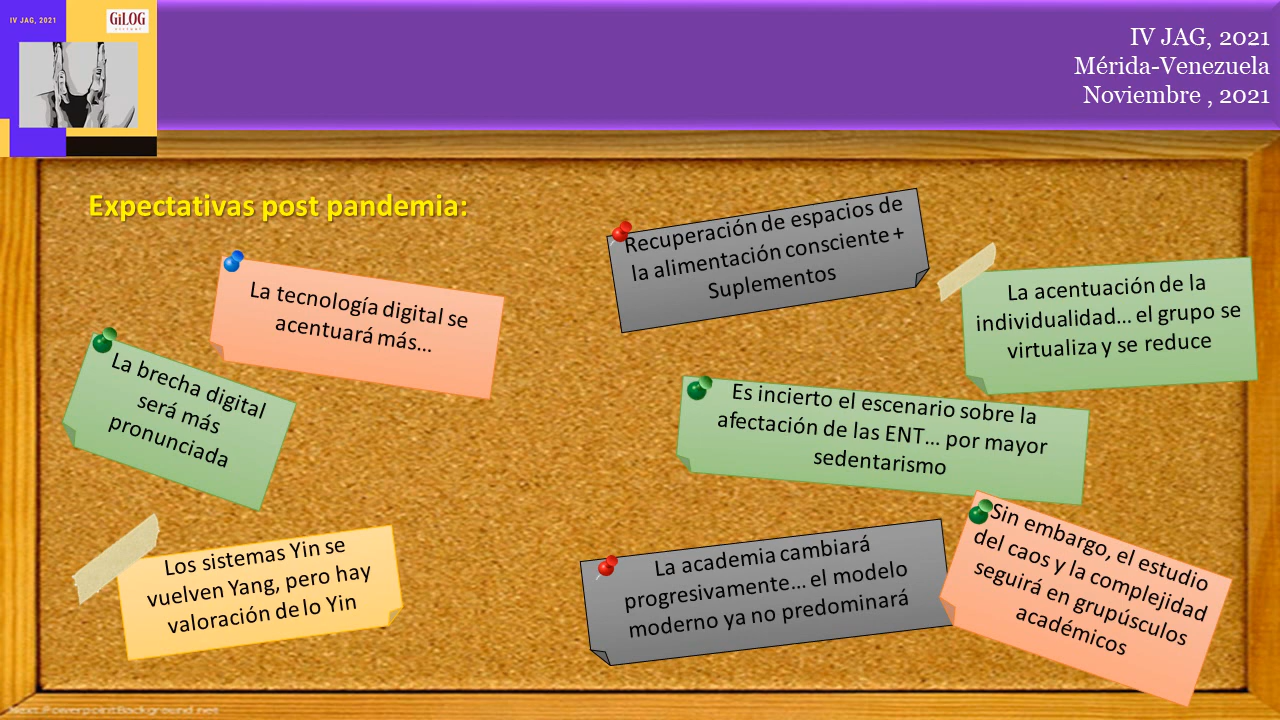 IV JAG, 2021
GiLOG
IV JAG, 2021
Mérida-Venezuela
Noviembre , 2021
Expectativas post pandemia:
La tecnología digital se
acentuará más...
La brecha digital
será más
pronunciada
Los sistemas Yin se
vuelven Yang, pero hay
valoración de lo Yin
Recuperación de espacios de
la alimentación consciente +
Suplementos
La acentuación de la
individualidad... el grupo se
virtualiza y se reduce
Es incierto el escenario sobre la
afectación de las ENT... por mayor
sedentarismo
La academia cambiará
progresivamente... el modelo
moderno ya no predominará
Sin embargo, el estudio
del caos y la complejidad
seguirá en grupúsculos
académicos
Next.PowerpointBackground.net